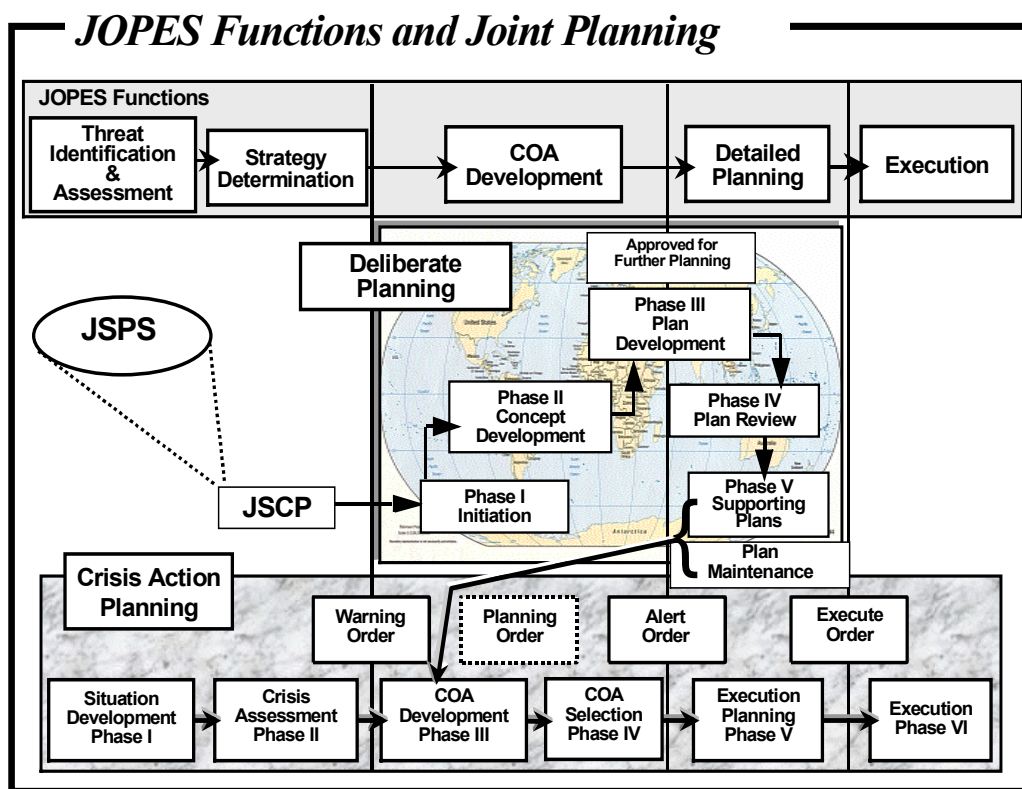 JOPES Functions and Joint Planning
JOPES Functions
Threat
Identification
&
Assessment
Strategy
Determination
COA
Development
Detailed
Planning
Execution
Deliberate
Planning
Approved for
Further Planning
JSPS
Phase III
Plan
Development
United States
Phase II
Concept
Development
Phase IV
Plan Review
Australia
JSCP
Phase I
Initiation
Phase V
Supporting
Plans
Antarctica
Plan
Maintenance
Crisis Action
Planning
Warning
Order
Planning
Order
Alert
Order
Execute
Order
Situation
Development
Phase I
Crisis
Assessment
Phase II
COA
Development
Phase III
COA
Selection
Phase IV
Execution
Planning
Phase V
Execution
Phase VI